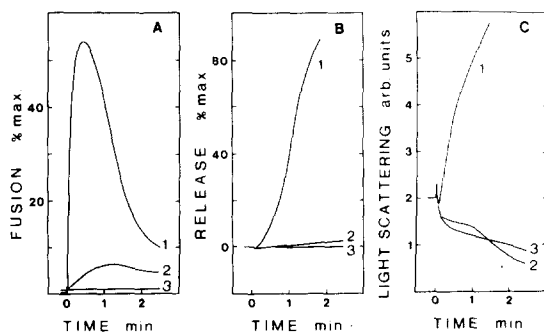 A
FUSION % max
40
20
0
1
2
3
0 1 2
TIME min
B
RELEASE % max
80
60
40
20
0
1
2
3
0 1 2
TIME min
C
LIGHT SCATTERING arb. units
5
4
3
2
1
1
3
2
0 1 2
TIME min